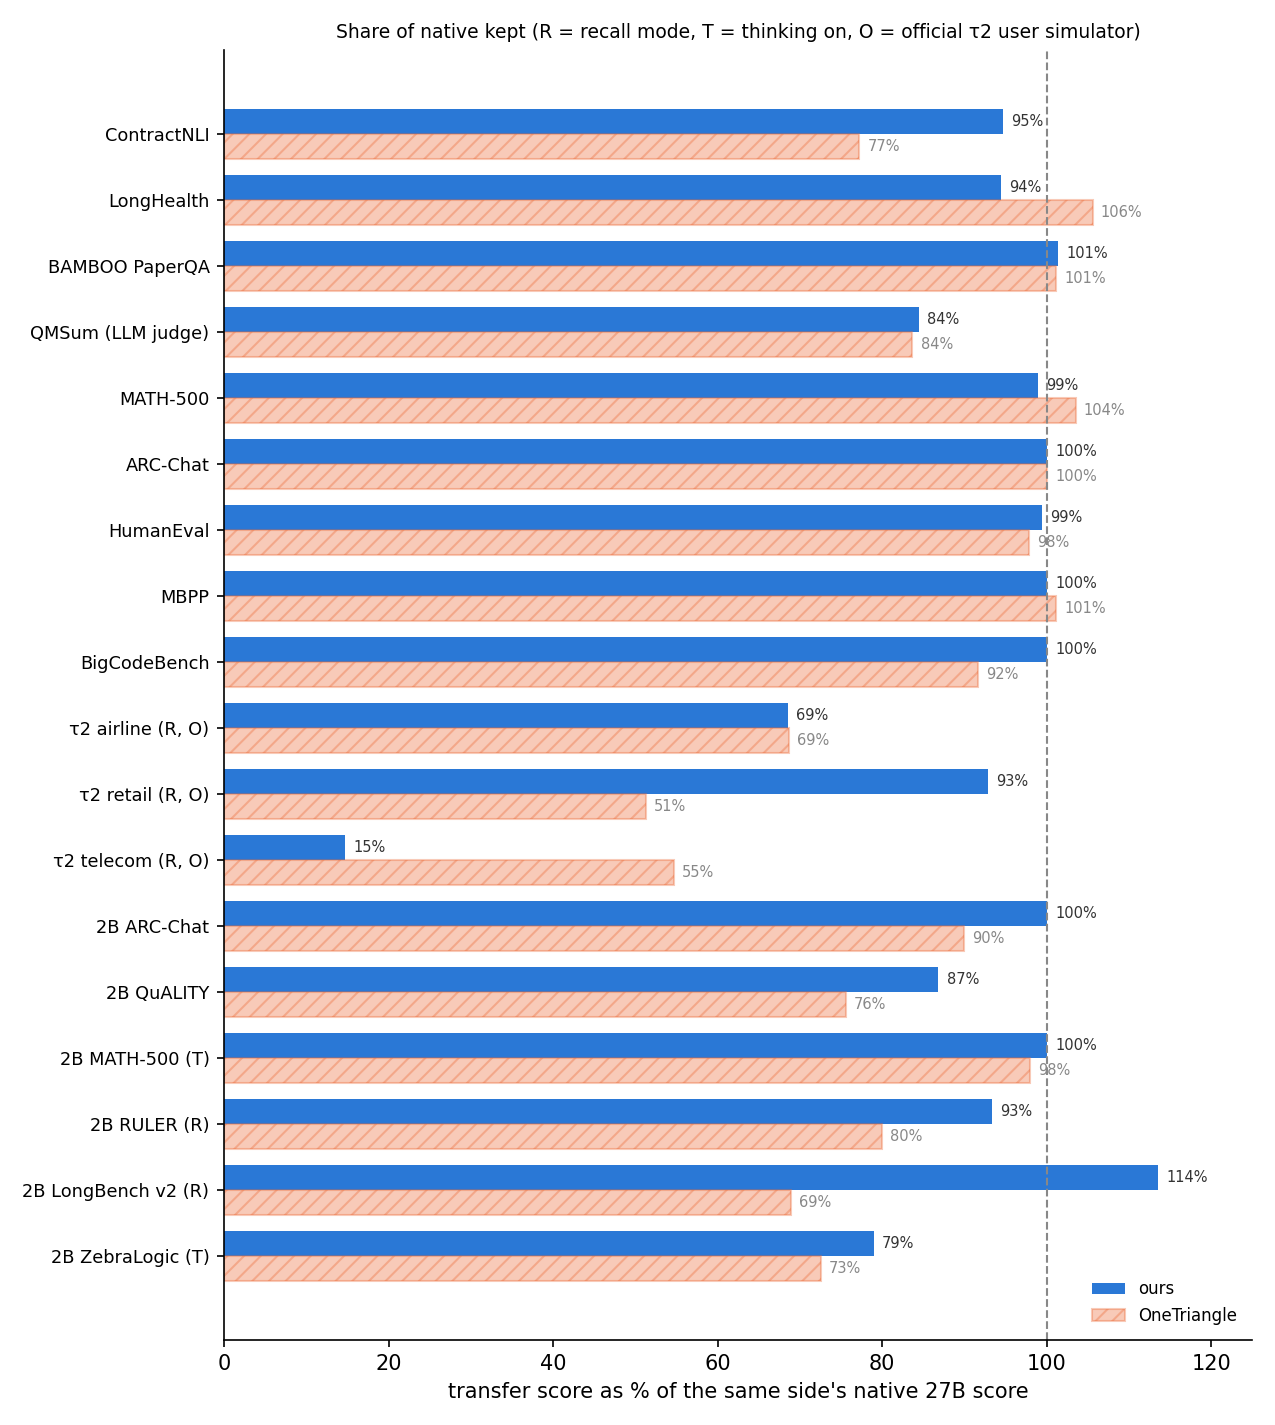 Share of native kept (R = recall mode, T = thinking on, O = official τ2 user simulator)
ContractNLI
95%
77%
LongHealth
94%
106%
BAMBOO PaperQA
101%
101%
QMSum (LLM judge)
84%
84%
MATH-500
99%
104%
ARC-Chat
100%
100%
HumanEval
99%
98%
MBPP
100%
101%
BigCodeBench
100%
92%
τ2 airline (R, O)
69%
69%
τ2 retail (R, O)
93%
51%
τ2 telecom (R, O)
15%
55%
2B ARC-Chat
100%
90%
2B QuALITY
87%
76%
2B MATH-500 (T)
100%
98%
2B RULER (R)
93%
80%
2B LongBench v2 (R)
114%
69%
2B ZebraLogic (T)
79%
73%
ours
OneTriangle
0 20 40 60 80 100 120
transfer score as % of the same side's native 27B score